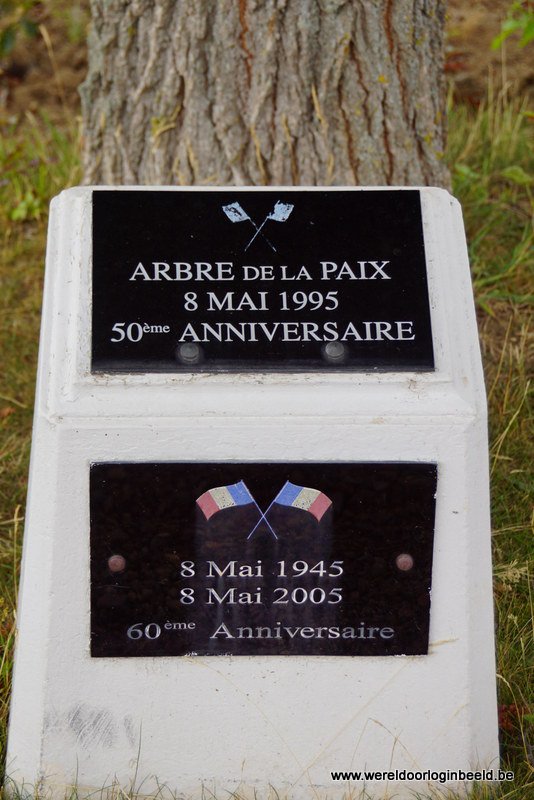 ARBRE DE LA PAIX
8 MAI 1995
50ème ANNIVERSAIRE
8 Mai 1945
8 Mai 2005
60ème Anniversaire
www.wereldoorloginbeeld.be